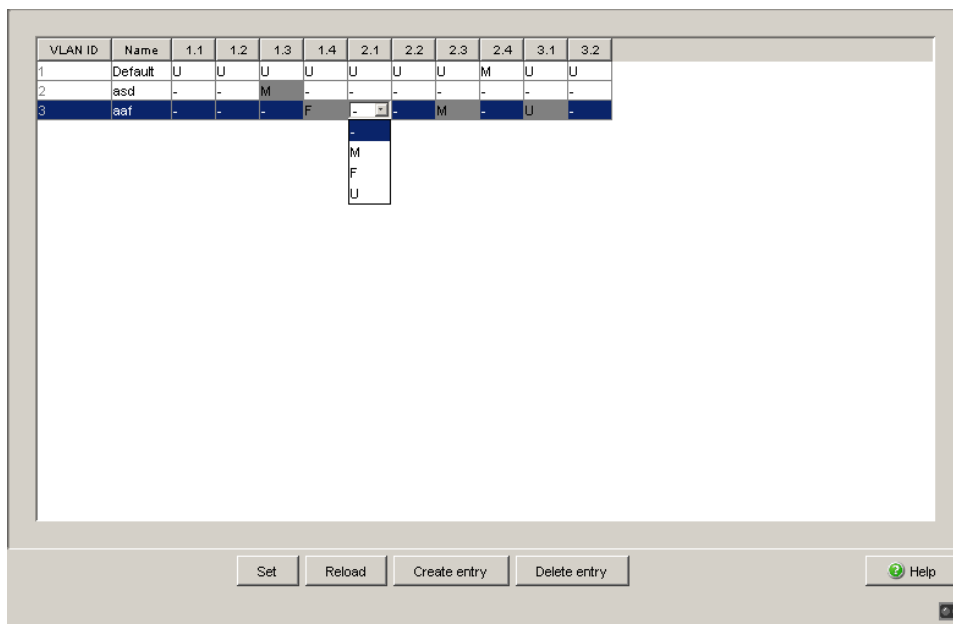 VLAN ID Name 1.1 1.2 1.3 1.4 2.1 2.2 2.3 2.4 3.1 3.2
1 Default U U U U U U U M U U
2 asd - - M - - - - - - -
3 aaf - - - F - - M - U -
-
M
F
U
Set Reload Create entry Delete entry Help